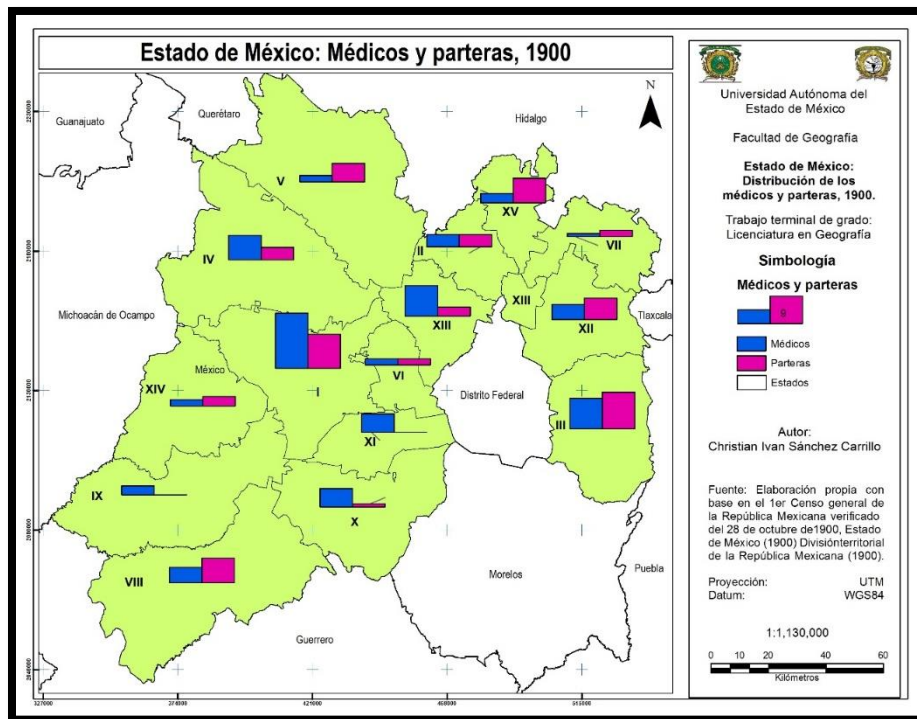 Estado de México: Médicos y parteras, 1900
N
Guanajuato
Querétaro
Hidalgo
V
XV
II
VII
IV
XIII
XIII
XII
Tlaxcala
Michoacán de Ocampo
México
I
VI
Distrito Federal
XIV
III
XI
IX
X
VIII
Morelos
Puebla
Guerrero
Universidad Autónoma del
Estado de México
Facultad de Geografía
Estado de México:
Distribución de los
médicos y parteras, 1900.
Trabajo terminal de grado:
Licenciatura en Geografía
Simbología
Médicos y parteras
9
Médicos
Parteras
Estados
Autor:
Christian Ivan Sánchez Carrillo
Fuente: Elaboración propia con
base en el 1er Censo general de
la República Mexicana verificado
del 28 de octubre de1900, Estado
de México (1900) Divisiónterritorial
de la República Mexicana (1900).
Proyección: UTM
Datum: WGS84
1:1,130,000
0 10 20 40 60
Kilómetros